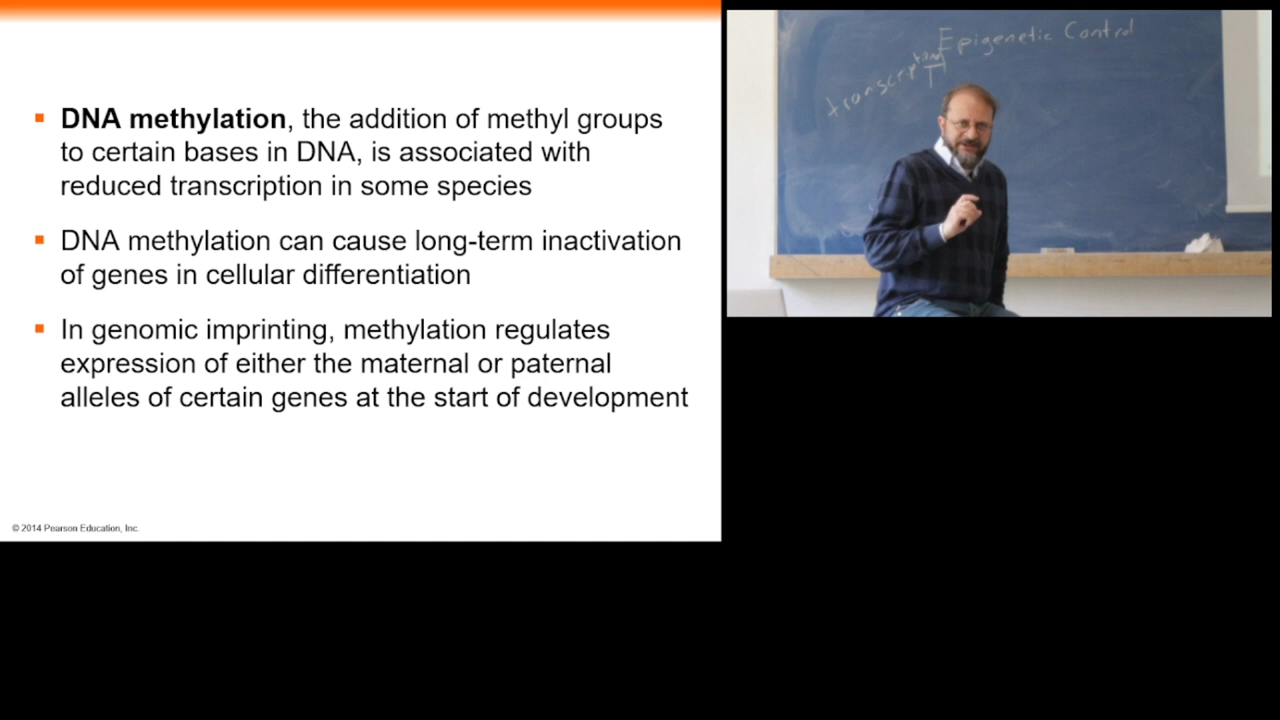 DNA methylation, the addition of methyl groups
to certain bases in DNA, is associated with
reduced transcription in some species
DNA methylation can cause long-term inactivation
of genes in cellular differentiation
In genomic imprinting, methylation regulates
expression of either the maternal or paternal
alleles of certain genes at the start of development
© 2014 Pearson Education, Inc.
Epigenetic Control